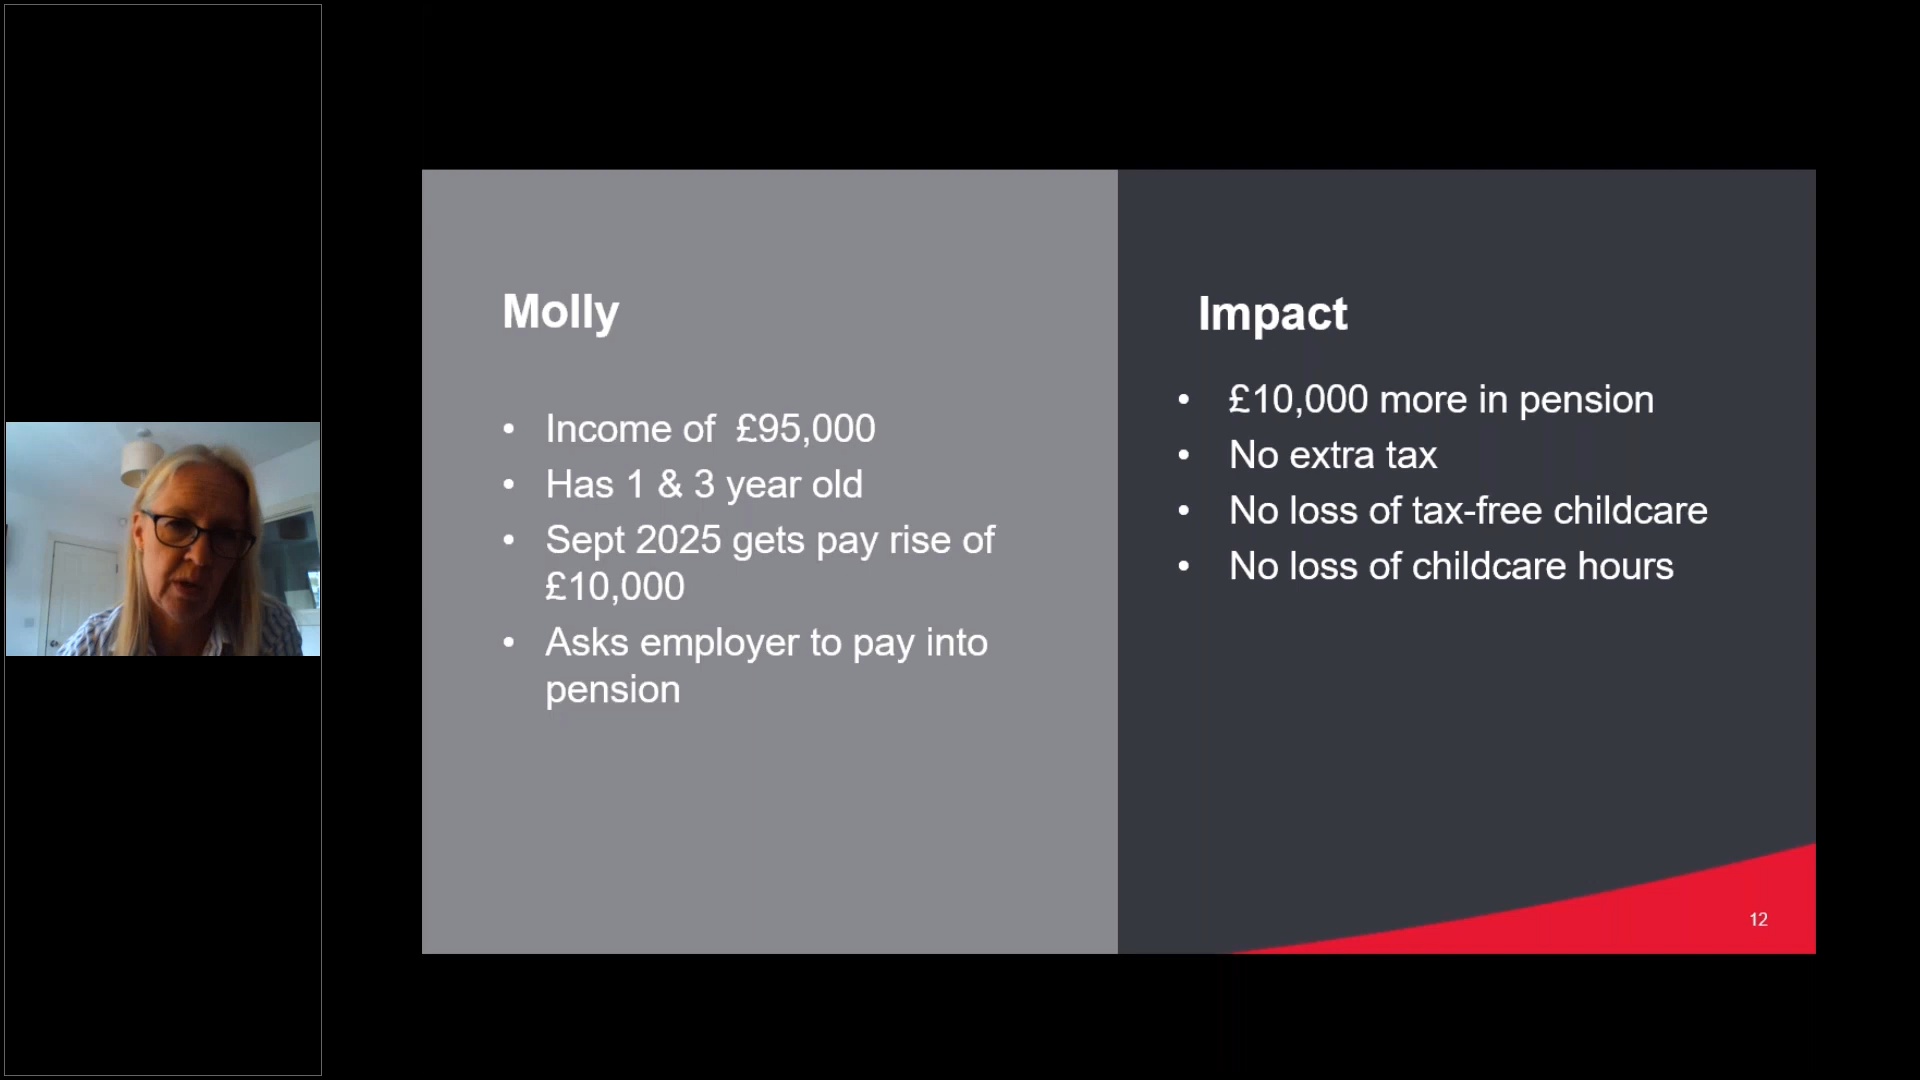 Molly
• Income of £95,000
• Has 1 & 3 year old
• Sept 2025 gets pay rise of
£10,000
• Asks employer to pay into
pension
Impact
• £10,000 more in pension
• No extra tax
• No loss of tax-free childcare
• No loss of childcare hours
12